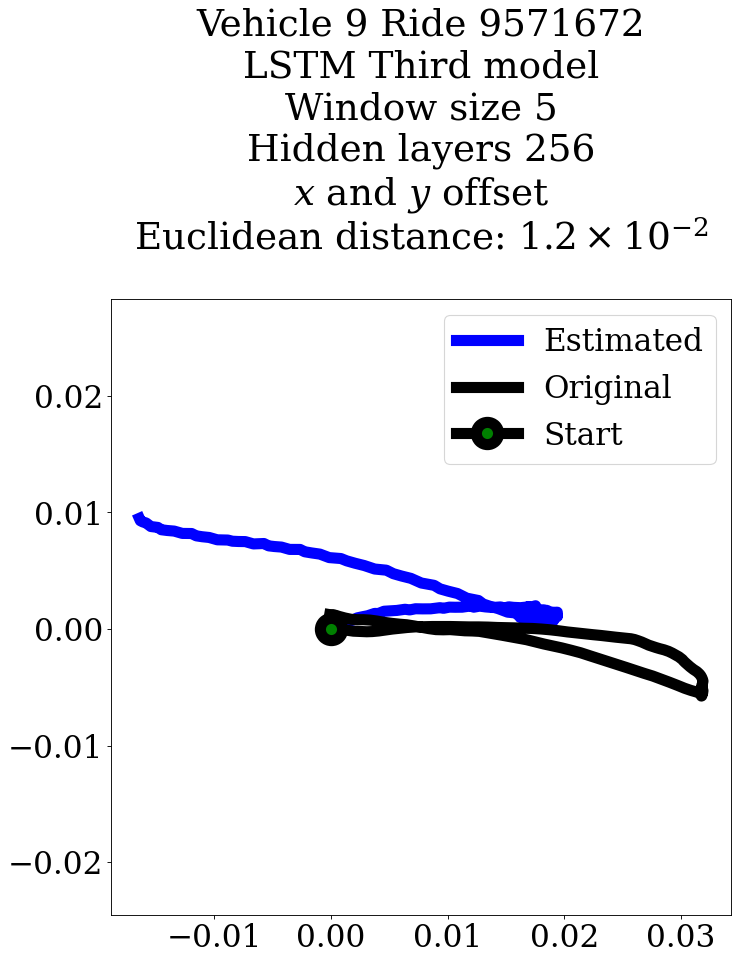 Vehicle 9 Ride 9571672
LSTM Third model
Window size 5
Hidden layers 256
x and y offset
Euclidean distance: 1.2 × 10⁻²
Estimated
Original
Start
0.02
0.01
0.00
−0.01
−0.02
−0.01 0.00 0.01 0.02 0.03